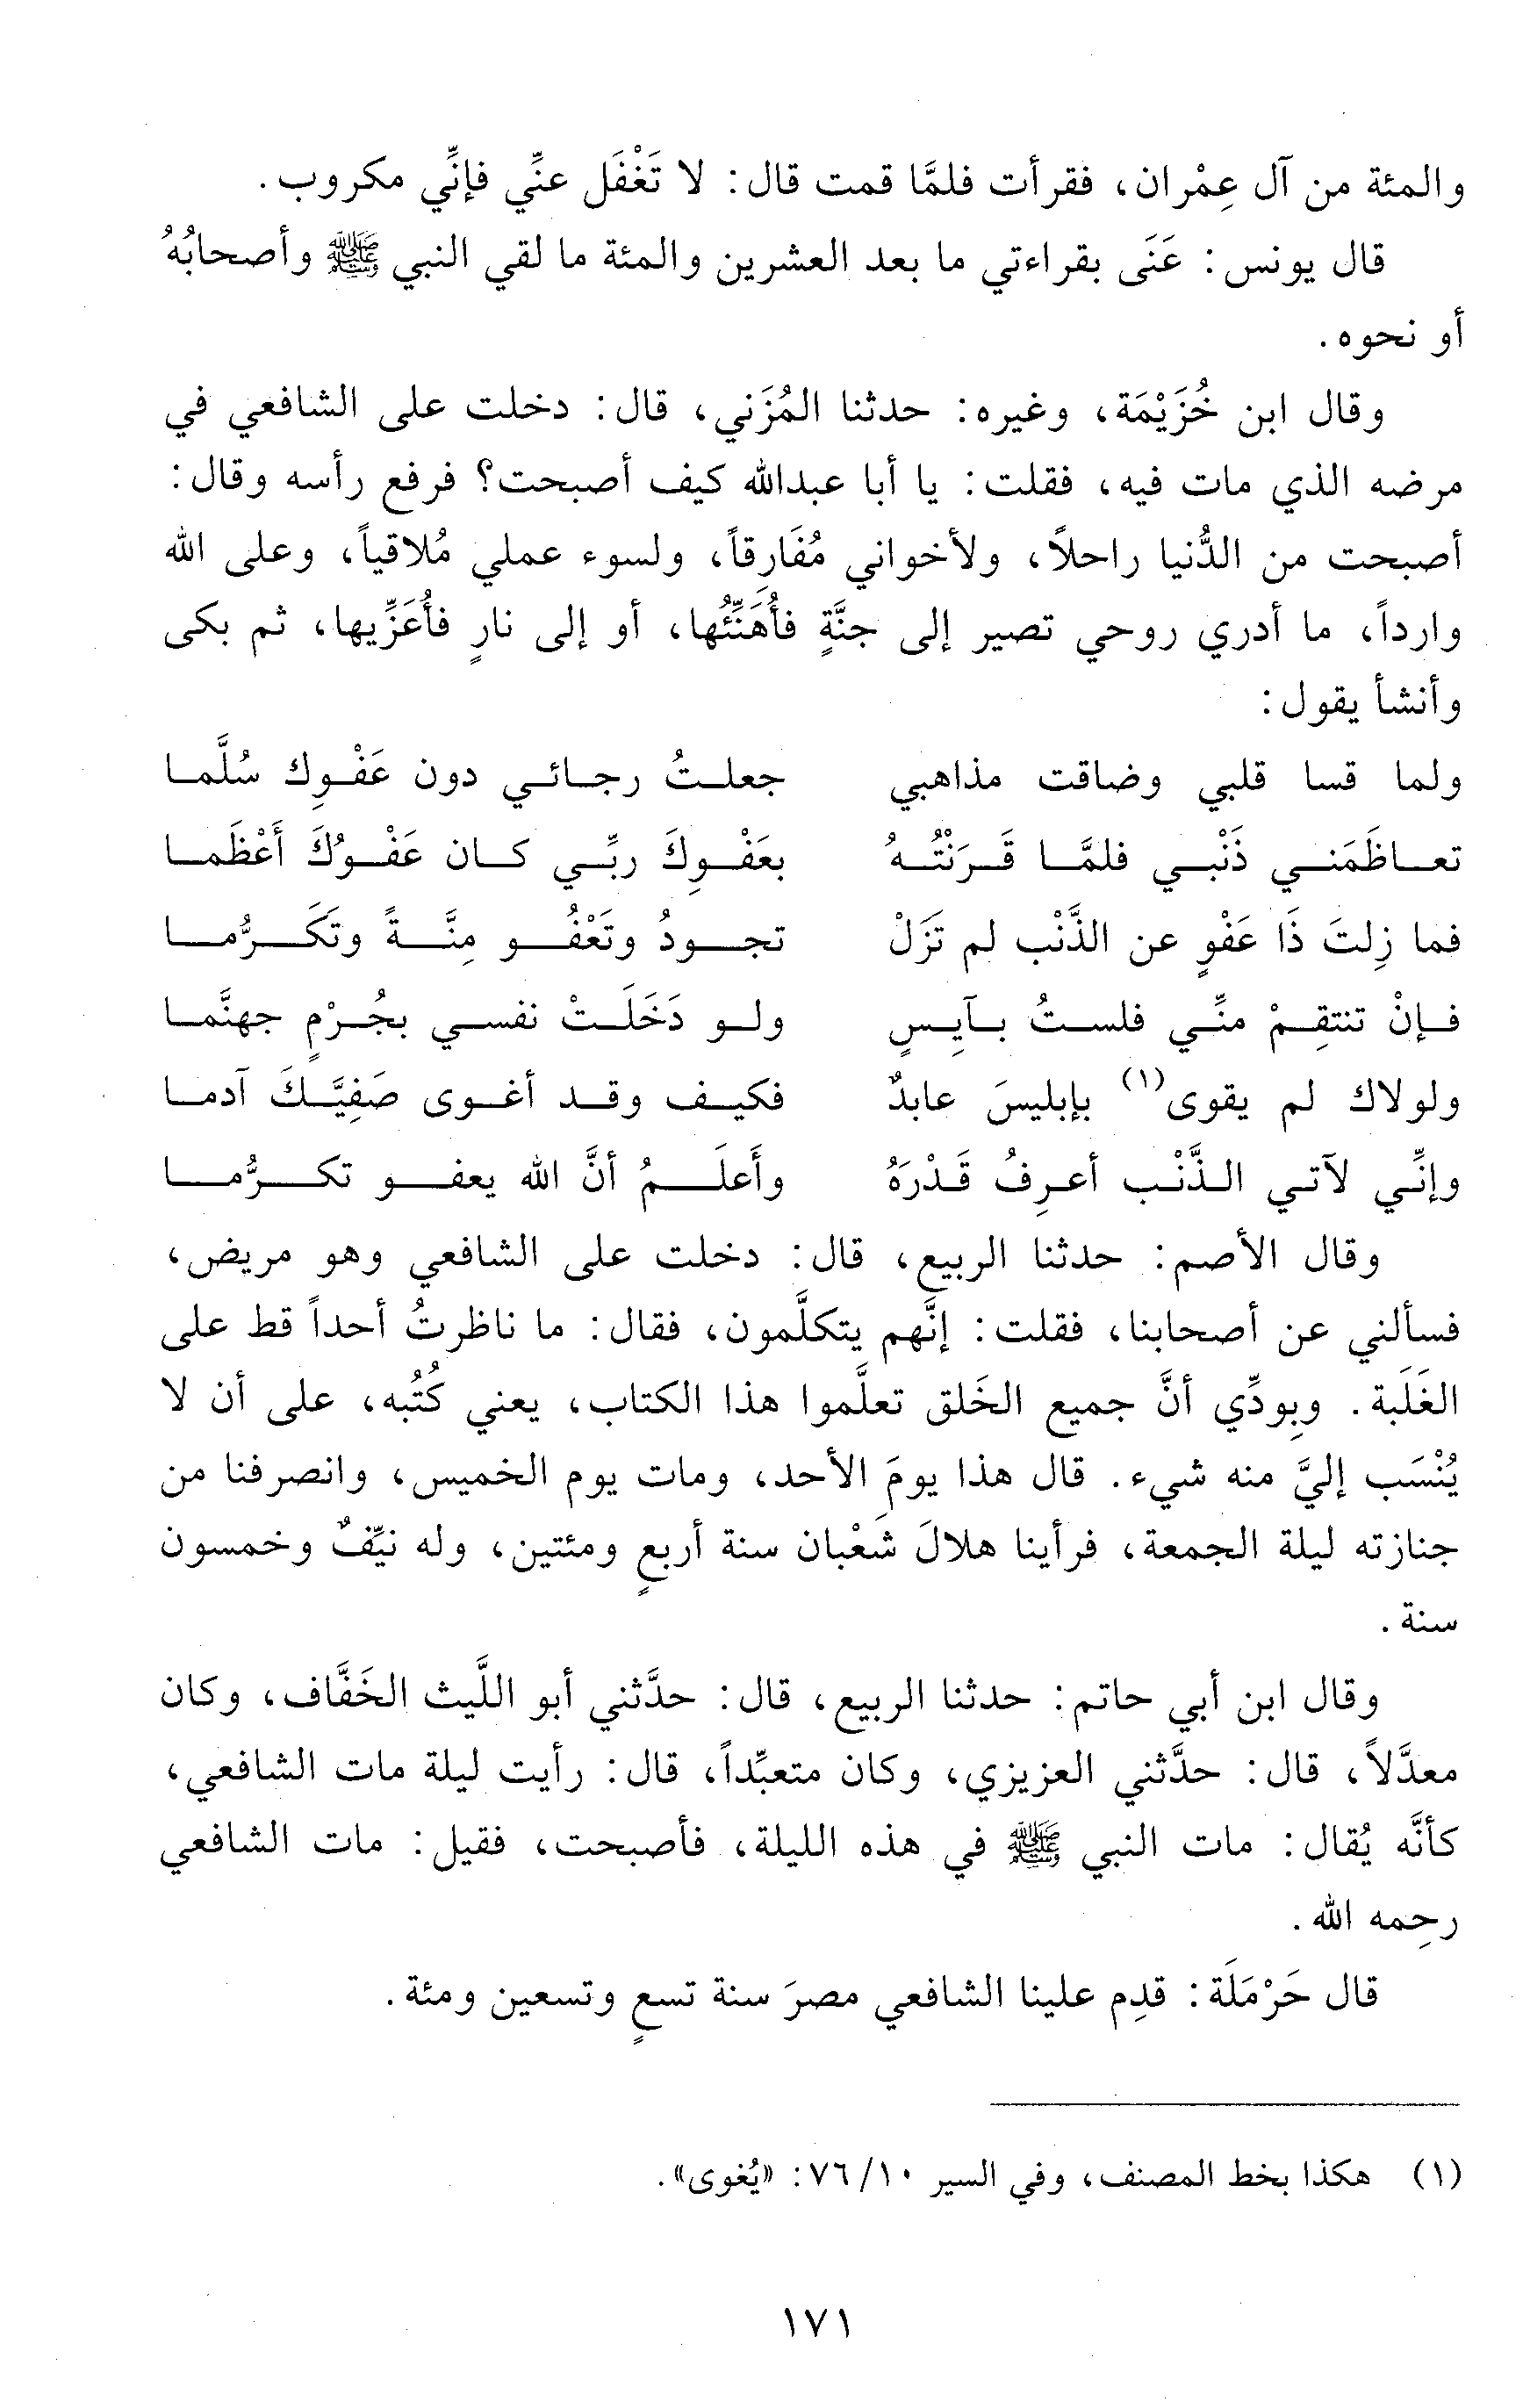 والمئة من آل عِمْران، فقرأت فلمَّا قمت قال: لا تَغْفَل عنِّي فإنِّي مكروب.
قال يونس: عَنَى بقراءتي ما بعد العشرين والمئة ما لقي النبي ﷺ وأصحابُهُ
أو نحوه.
وقال ابن خُزَيْمَة، وغيره: حدثنا المُزَني، قال: دخلت على الشافعي في
مرضه الذي مات فيه، فقلت: يا أبا عبدالله كيف أصبحت؟ فرفع رأسه وقال:
أصبحت من الدُّنيا راحلاً، ولأخواني مُفَارِقاً، ولسوء عملي مُلاقياً، وعلى الله
وارداً، ما أدري روحي تصير إلى جنَّةٍ فأُهَنِّئُها، أو إلى نارٍ فأُعَزِّيها، ثم بكى
وأنشأ يقول:
ولما قسا قلبي وضاقت مذاهبي جعلتُ رجائي دون عَفْوِك سُلَّما
تعاظَمَني ذَنْبي فلمَّا قَرَنْتُهُ بعَفْوِكَ ربِّي كان عَفْوُكَ أَعْظَما
فما زِلتَ ذَا عَفْوٍ عن الذَّنْب لم تَزَلْ تجودُ وتَعْفُو مِنَّةً وتَكَرُّما
فإنْ تنتقِمْ منِّي فلستُ بآيِسٍ ولو دَخَلَتْ نفسي بجُرْمٍ جهنَّما
ولولاك لم يقوى(١) بإبليسَ عابدٌ فكيف وقد أغوى صَفِيَّكَ آدما
وإنِّي لآتي الذَّنْب أعرِفُ قَدْرَهُ وأَعلَمُ أنَّ الله يعفو تكرُّما
وقال الأصم: حدثنا الربيع، قال: دخلت على الشافعي وهو مريض،
فسألني عن أصحابنا، فقلت: إنَّهم يتكلَّمون، فقال: ما ناظرتُ أحداً قط على
الغَلَبة. وبِودِّي أنَّ جميع الخَلق تعلَّموا هذا الكتاب، يعني كُتُبه، على أن لا
يُنْسَب إليَّ منه شيء. قال هذا يومَ الأحد، ومات يوم الخميس، وانصرفنا من
جنازته ليلة الجمعة، فرأينا هلالَ شَعْبان سنة أربعٍ ومئتين، وله نيِّفٌ وخمسون
سنة.
وقال ابن أبي حاتم: حدثنا الربيع، قال: حدَّثني أبو اللَّيث الخَفَّاف، وكان
معدَّلاً، قال: حدَّثني العزيزي، وكان متعبِّداً، قال: رأيت ليلة مات الشافعي،
كأنَّه يُقال: مات النبي ﷺ في هذه الليلة، فأصبحت، فقيل: مات الشافعي
رحِمه الله.
قال حَرْمَلَة: قدِم علينا الشافعي مصرَ سنة تسعٍ وتسعين ومئة.
(١) هكذا بخط المصنف، وفي السير ١٠/ ٧٦: «يُغوى».
١٧١